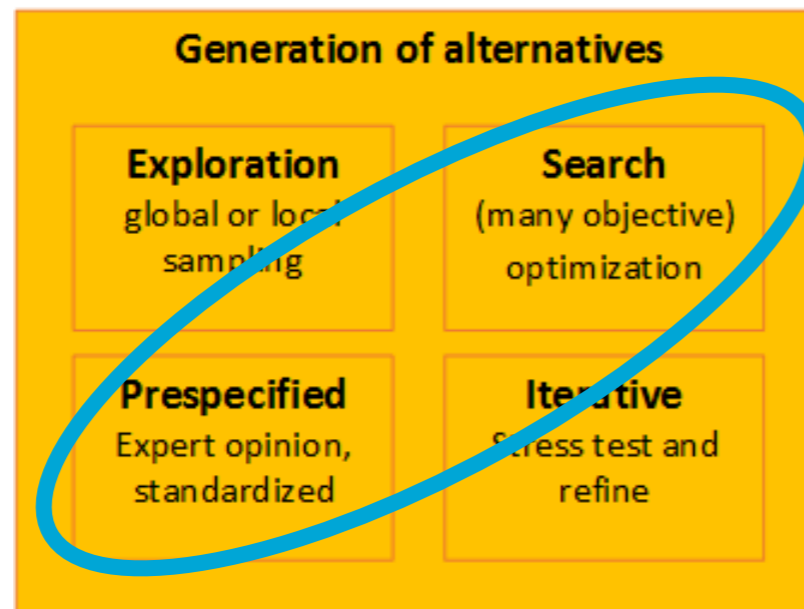 Generation of alternatives
Exploration
global or local
sampling
Search
(many objective)
optimization
Prespecified
Expert opinion,
standardized
Iterative
Stress test and
refine